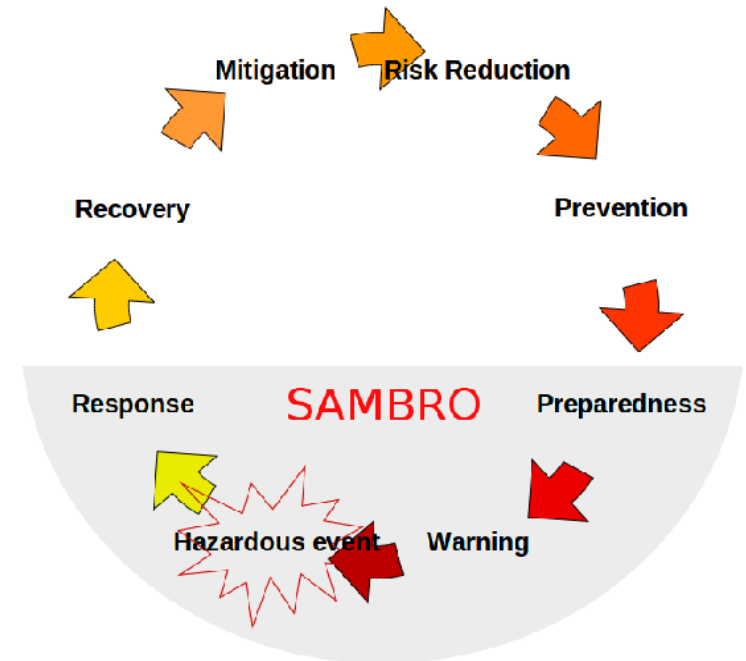 Mitigation
Risk Reduction
Recovery
Prevention
Response
SAMBRO
Preparedness
Hazardous event
Warning